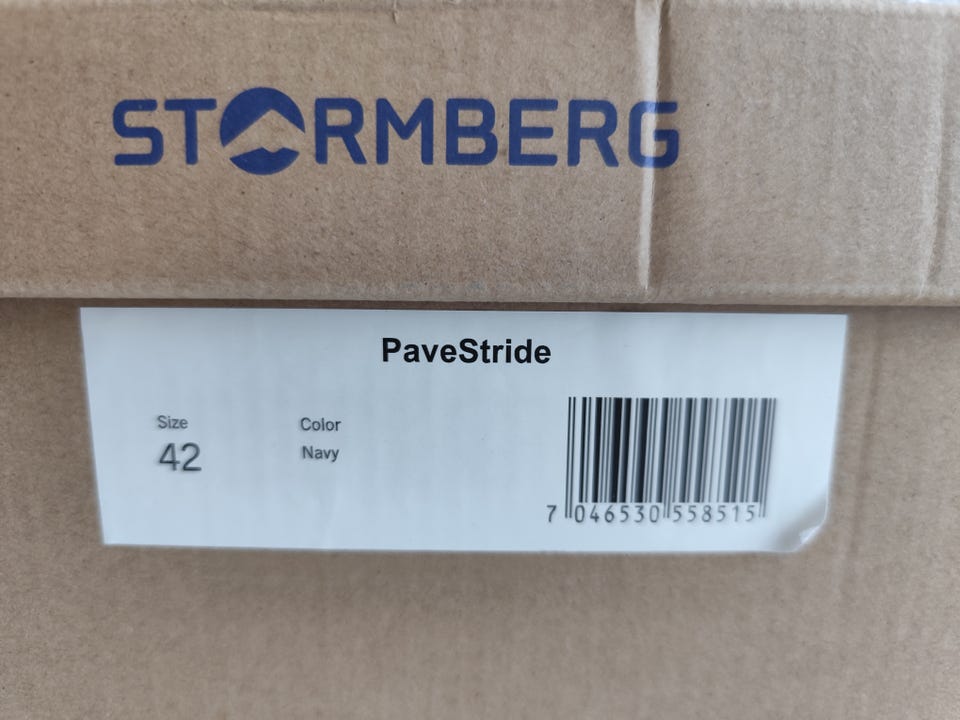 STORMBERG
PaveStride
Size
42
Color
Navy
7 046530 558515